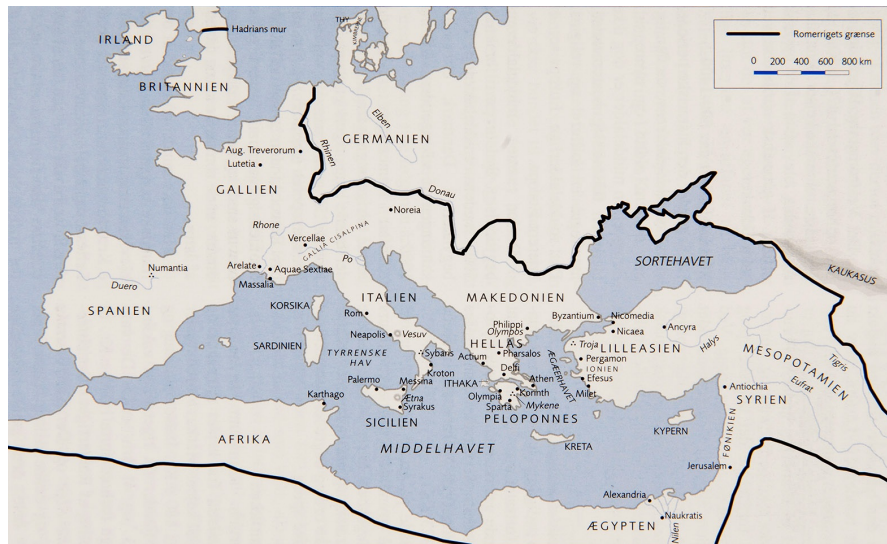 THY
IRLAND
Hadrians mur
Romerrigets grænse
0 200 400 600 800 km
BRITANNIEN
Elben
GERMANIEN
Aug. Treverorum
Rhinen
Lutetia
GALLIEN
Donau
Noreia
Rhone
Vercellae
GALLIA CISALPINA
Po
SORTEHAVET
KAUKASUS
Numantia
Arelate
Aquae Sextiae
Massalia
Duero
SPANIEN
KORSIKA
ITALIEN
MAKEDONIEN
Rom
Byzantium
Nicomedia
Philippi
Olympos
Nicaea
Ancyra
Neapolis
Vesuv
HELLAS
Troja
LILLEASIEN
Halys
SARDINIEN
TYRRENSKE
HAV
Sybaris
Actium
Pharsalos
ÆGÆERHAVET
Pergamon
IONIEN
MESOPOTAMIEN
Tigris
Eufrat
Kroton
Delfi
Palermo
Messina
ITHAKA
Athen
Efesus
Antiochia
Karthago
Ætna
Olympia
Korinth
Milet
SYRIEN
Syrakus
Sparta
Mykene
PELOPONNES
SICILIEN
KYPERN
FØNIKIEN
AFRIKA
MIDDELHAVET
KRETA
Jerusalem
Alexandria
Naukratis
ÆGYPTEN
Nilen